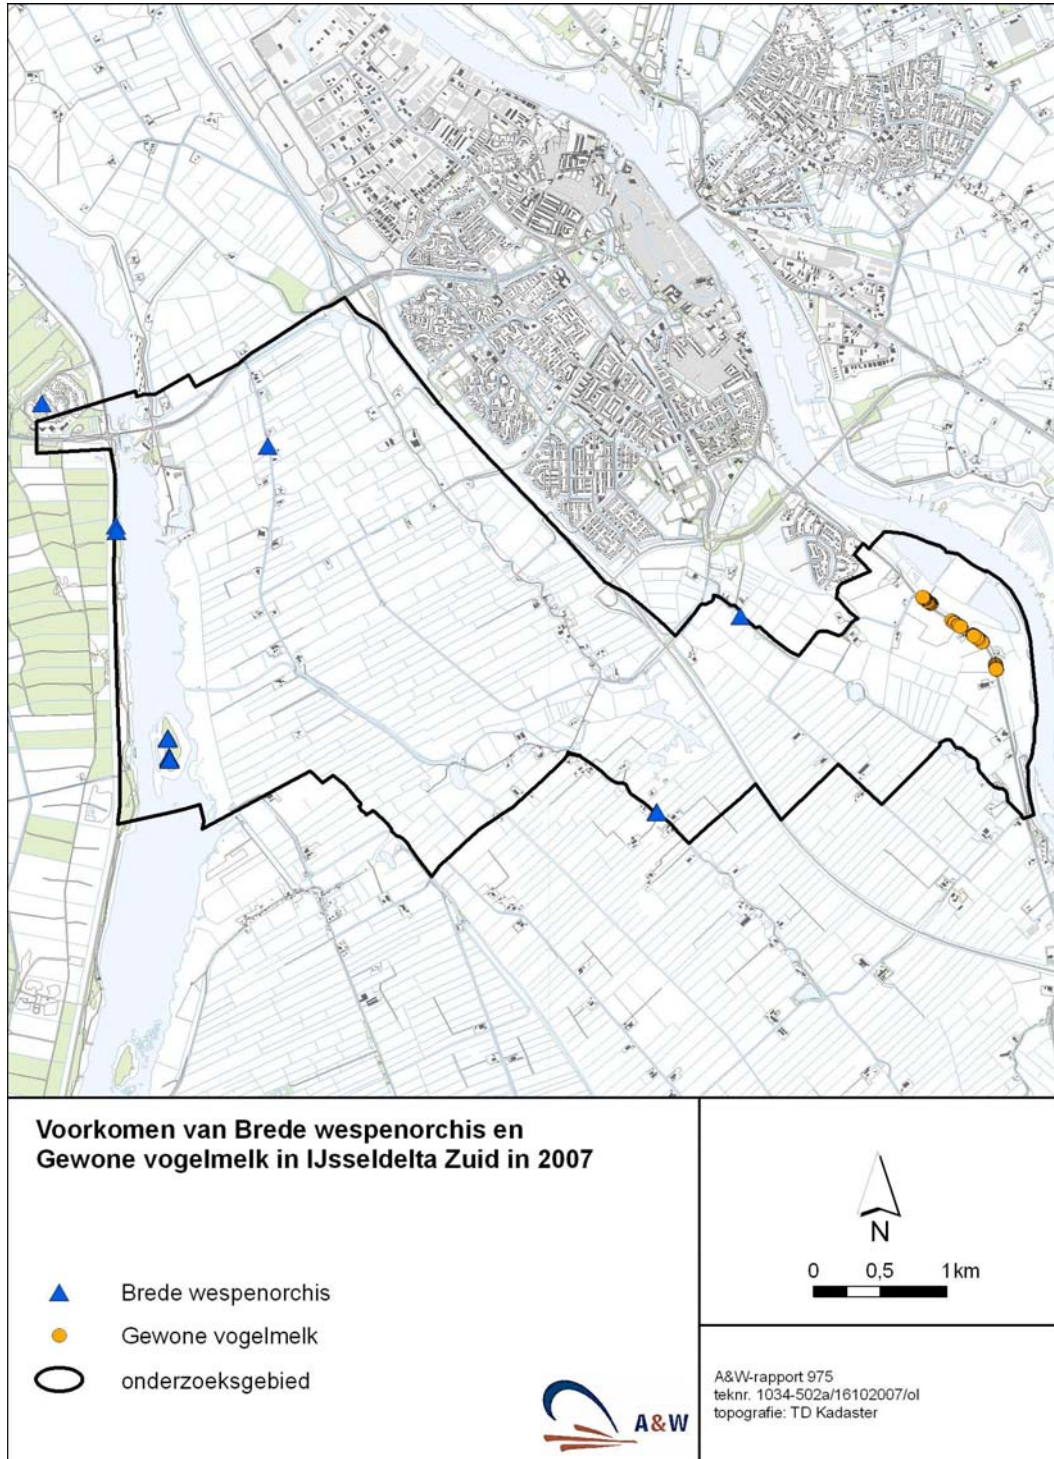 Voorkomen van Brede wespenorchis en
Gewone vogelmelk in IJsseldelta Zuid in 2007
Brede wespenorchis
Gewone vogelmelk
onderzoeksgebied
A&W
N
0 0,5 1 km
A&W-rapport 975
teknr. 1034-502a/16102007/ol
topografie: TD Kadaster